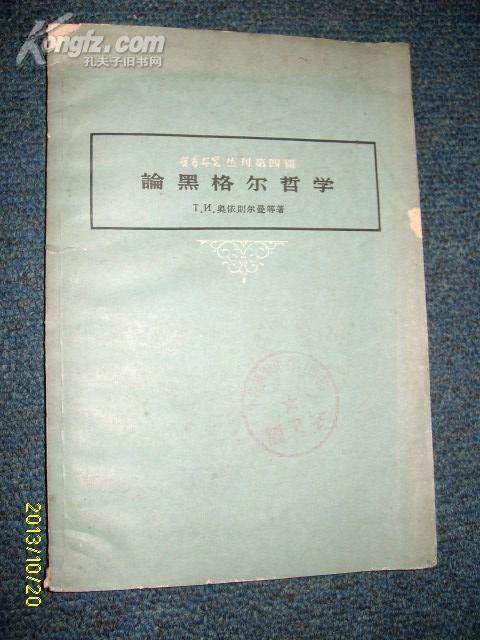 Kongfz.com
孔夫子旧书网
哲学研究丛刊第四辑
論黑格尔哲学
Т.И.奥依則尔曼等著
2013/10/20